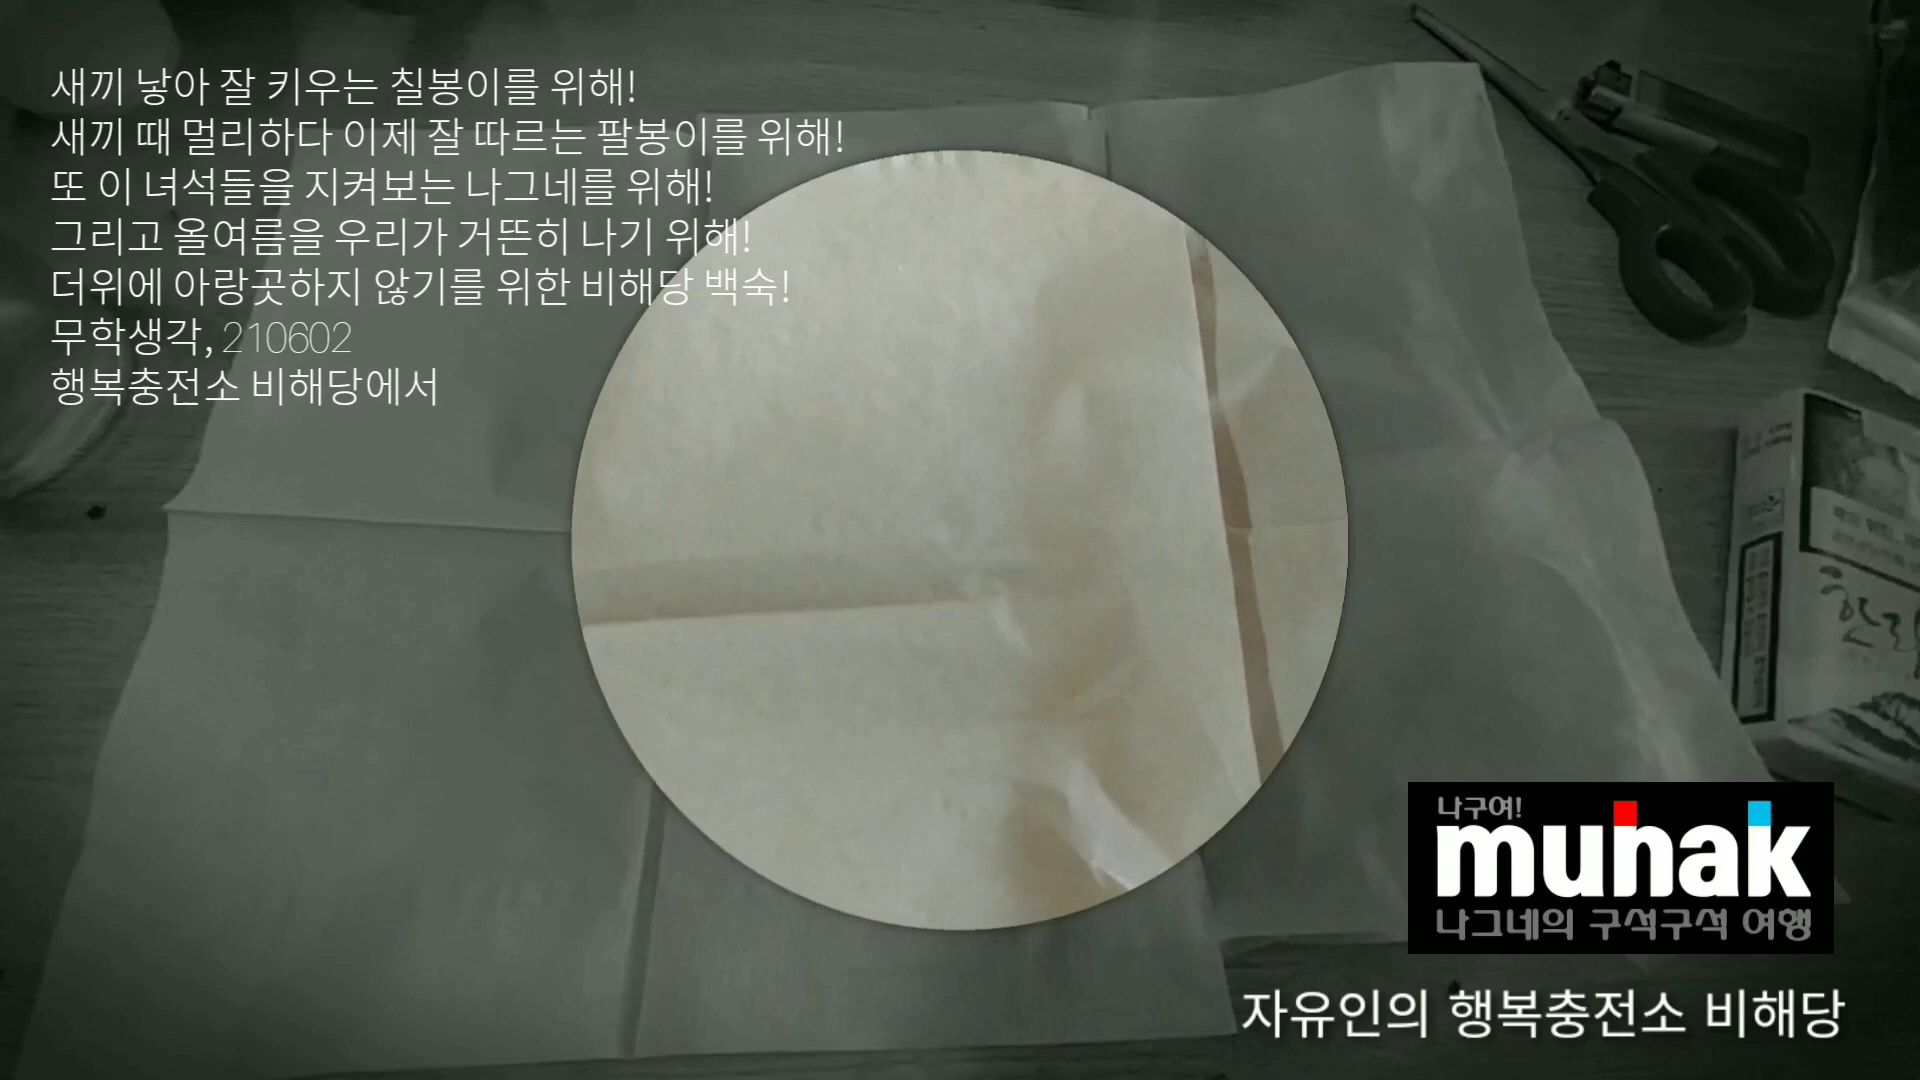 새끼 낳아 잘 키우는 칠봉이를 위해!
새끼 때 멀리하다 이제 잘 따르는 팔봉이를 위해!
또 이 녀석들을 지켜보는 나그네를 위해!
그리고 올여름을 우리가 거뜬히 나기 위해!
더위에 아랑곳하지 않기를 위한 비해당 백숙!
무학생각, 210602
행복충전소 비해당에서
나구여!
muhak
나그네의 구석구석 여행
자유인의 행복충전소 비해당